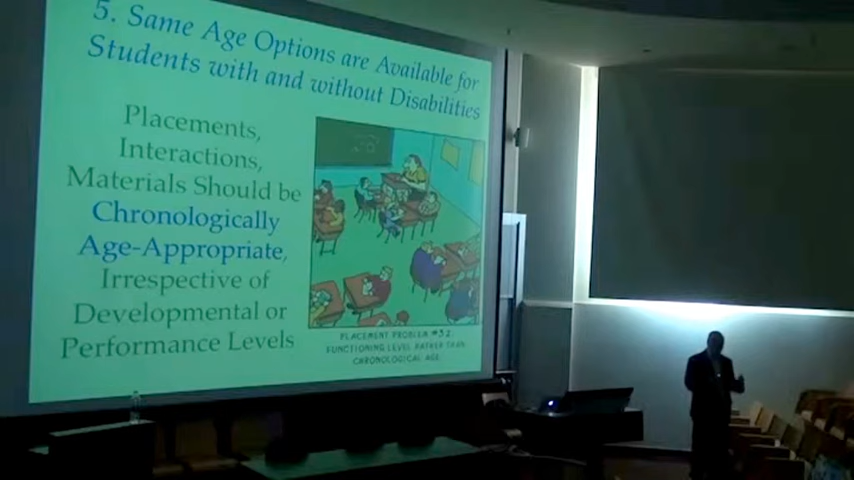 5. Same Age Options are Available for
Students with and without Disabilities
Placements,
Interactions,
Materials Should be
Chronologically
Age-Appropriate,
Irrespective of
Developmental or
Performance Levels
PLACEMENT PROBLEM #32:
FUNCTIONING LEVEL RATHER THAN
CHRONOLOGICAL AGE.